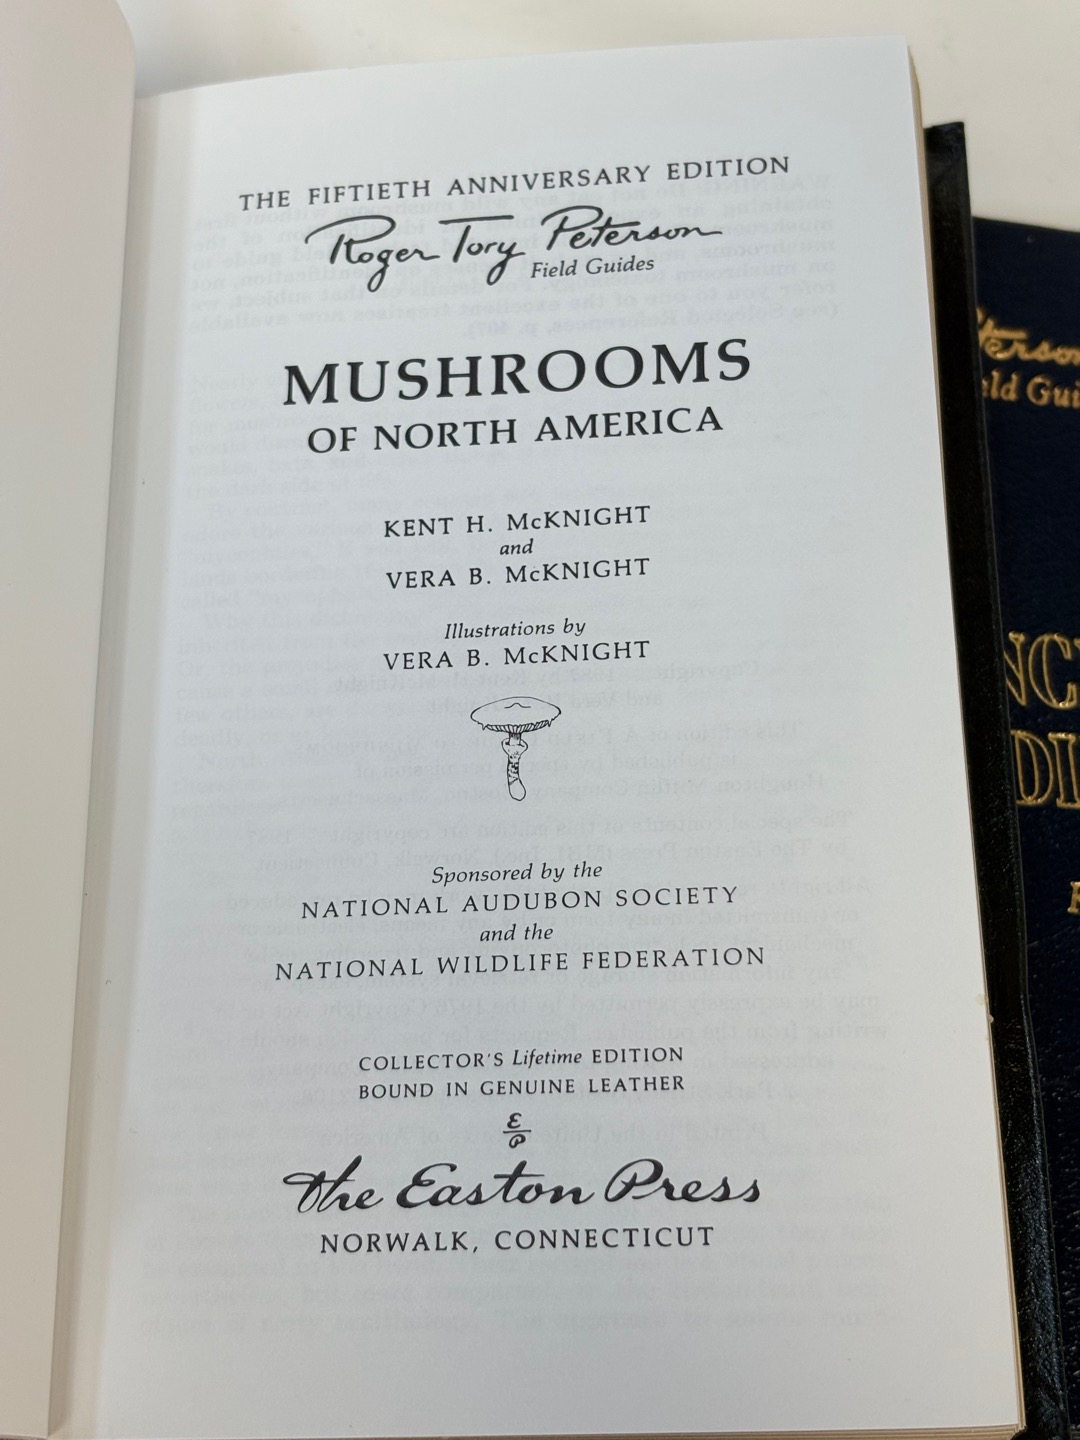 THE FIFTIETH ANNIVERSARY EDITION
Roger Tory Peterson
Field Guides
MUSHROOMS
OF NORTH AMERICA
KENT H. McKNIGHT
and
VERA B. McKNIGHT
Illustrations by
VERA B. McKNIGHT
Sponsored by the
NATIONAL AUDUBON SOCIETY
and the
NATIONAL WILDLIFE FEDERATION
COLLECTOR'S Lifetime EDITION
BOUND IN GENUINE LEATHER
E
P
The Easton Press
NORWALK, CONNECTICUT